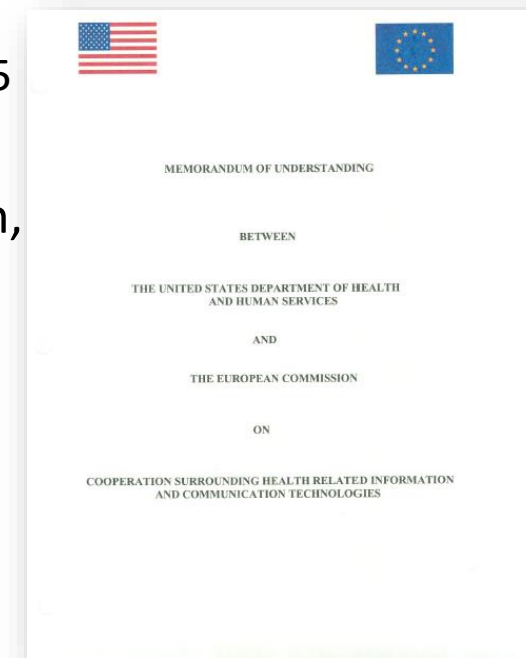 5
n,
MEMORANDUM OF UNDERSTANDING
BETWEEN
THE UNITED STATES DEPARTMENT OF HEALTH
AND HUMAN SERVICES
AND
THE EUROPEAN COMMISSION
ON
COOPERATION SURROUNDING HEALTH RELATED INFORMATION
AND COMMUNICATION TECHNOLOGIES